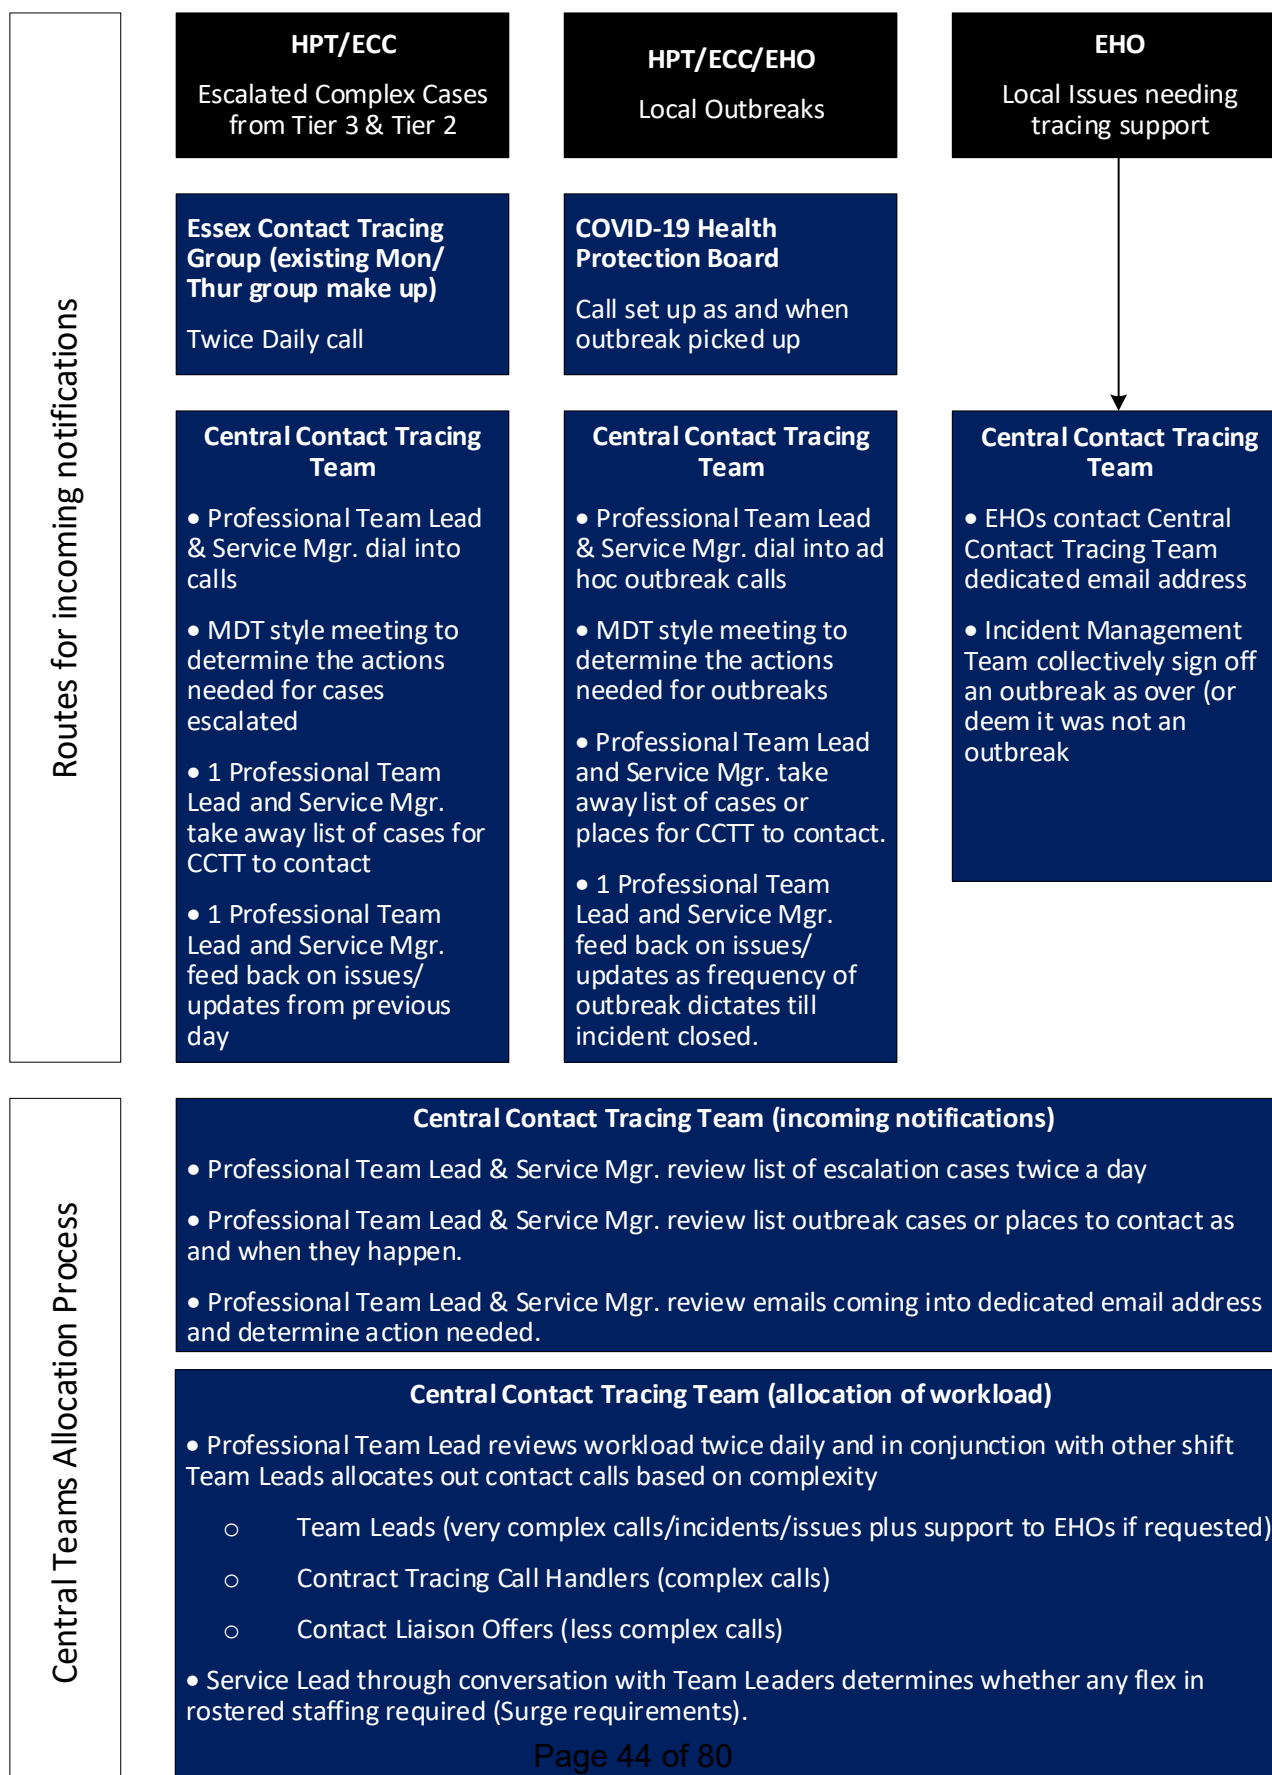 Routes for incoming notifications
HPT/ECC
Escalated Complex Cases
from Tier 3 & Tier 2
Essex Contact Tracing
Group (existing Mon/
Thur group make up)
Twice Daily call
Central Contact Tracing
Team
• Professional Team Lead
& Service Mgr. dial into
calls
• MDT style meeting to
determine the actions
needed for cases
escalated
• 1 Professional Team
Lead and Service Mgr.
take away list of cases for
CCTT to contact
• 1 Professional Team
Lead and Service Mgr.
feed back on issues/
updates from previous
day
HPT/ECC/EHO
Local Outbreaks
COVID-19 Health
Protection Board
Call set up as and when
outbreak picked up
Central Contact Tracing
Team
• Professional Team Lead
& Service Mgr. dial into ad
hoc outbreak calls
• MDT style meeting to
determine the actions
needed for outbreaks
• Professional Team Lead
and Service Mgr. take
away list of cases or
places for CCTT to contact.
• 1 Professional Team
Lead and Service Mgr.
feed back on issues/
updates as frequency of
outbreak dictates till
incident closed.
EHO
Local Issues needing
tracing support
Central Contact Tracing
Team
• EHOs contact Central
Contact Tracing Team
dedicated email address
• Incident Management
Team collectively sign off
an outbreak as over (or
deem it was not an
outbreak
Central Teams Allocation Process
Central Contact Tracing Team (incoming notifications)
• Professional Team Lead & Service Mgr. review list of escalation cases twice a day
• Professional Team Lead & Service Mgr. review list outbreak cases or places to contact as
and when they happen.
• Professional Team Lead & Service Mgr. review emails coming into dedicated email address
and determine action needed.
Central Contact Tracing Team (allocation of workload)
• Professional Team Lead reviews workload twice daily and in conjunction with other shift
Team Leads allocates out contact calls based on complexity
o Team Leads (very complex calls/incidents/issues plus support to EHOs if requested)
o Contract Tracing Call Handlers (complex calls)
o Contact Liaison Offers (less complex calls)
• Service Lead through conversation with Team Leaders determines whether any flex in
rostered staffing required (Surge requirements).
Page 44 of 80